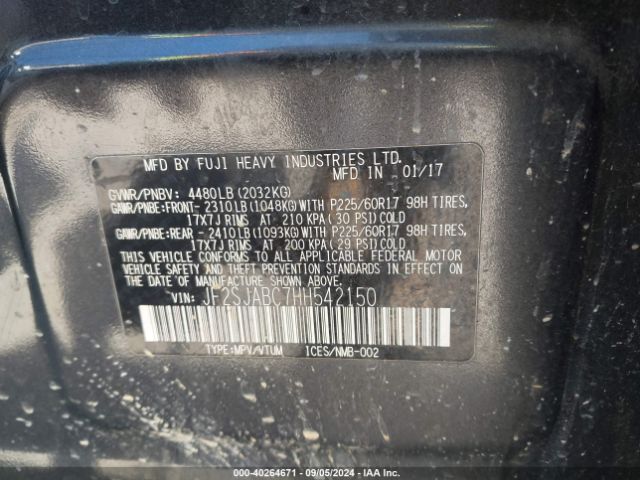 MFD BY FUJI HEAVY INDUSTRIES LTD.
MFD IN 01/17
GVWR/PNBV: 4480LB(2032KG)
GAWR/PNBE:FRONT- 2310LB(1048KG)WITH P225/60R17 98H TIRES,
17X7J RIMS AT 210 KPA(30 PSI)COLD
GAWR/PNBE:REAR - 2410LB(1093KG)WITH P225/60R17 98H TIRES,
17X7J RIMS AT 200 KPA(29 PSI)COLD
THIS VEHICLE CONFORMS TO ALL APPLICABLE FEDERAL MOTOR
VEHICLE SAFETY AND THEFT PREVENTION STANDARDS IN EFFECT
ON THE DATE OF MANUFACTURE SHOWN ABOVE.
VIN: JF2SJABC7HH542150
TYPE:MPV/VTUM ICES/NMB-002
000-40264671 - 09/05/2024 - IAA Inc.